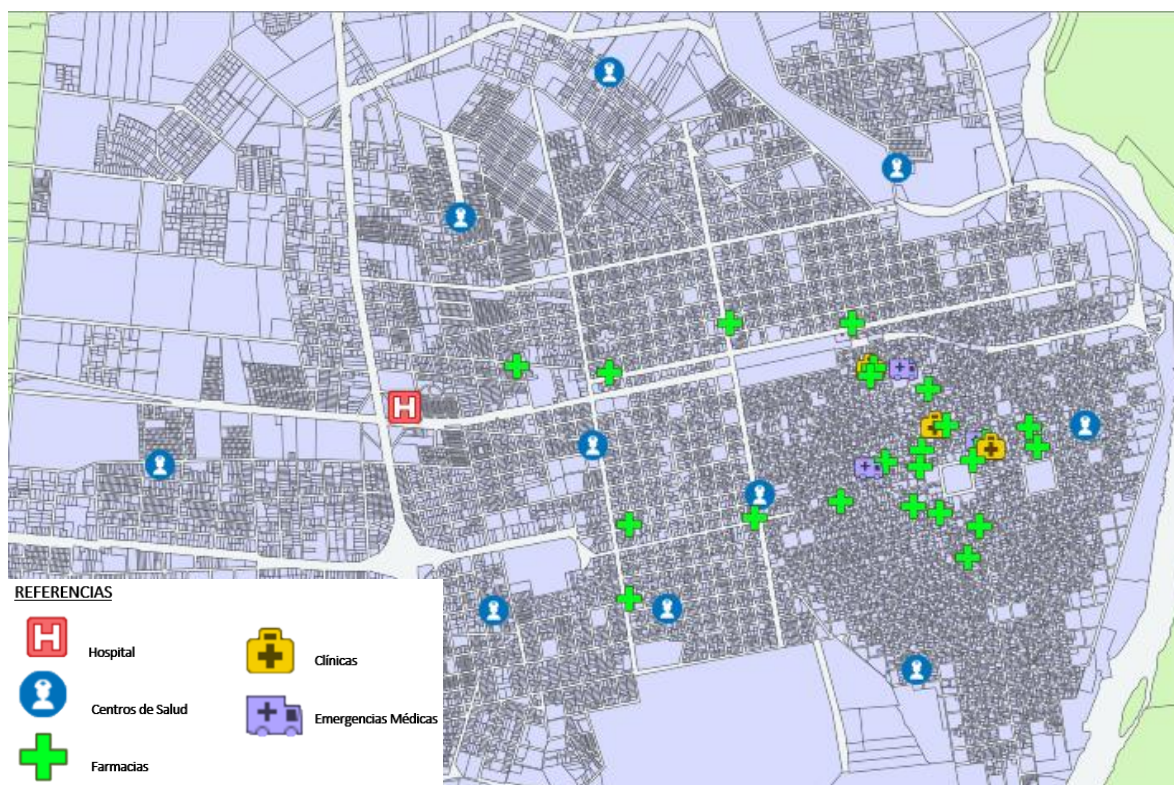 REFERENCIAS
Hospital
Clínicas
Centros de Salud
Emergencias Médicas
Farmacias